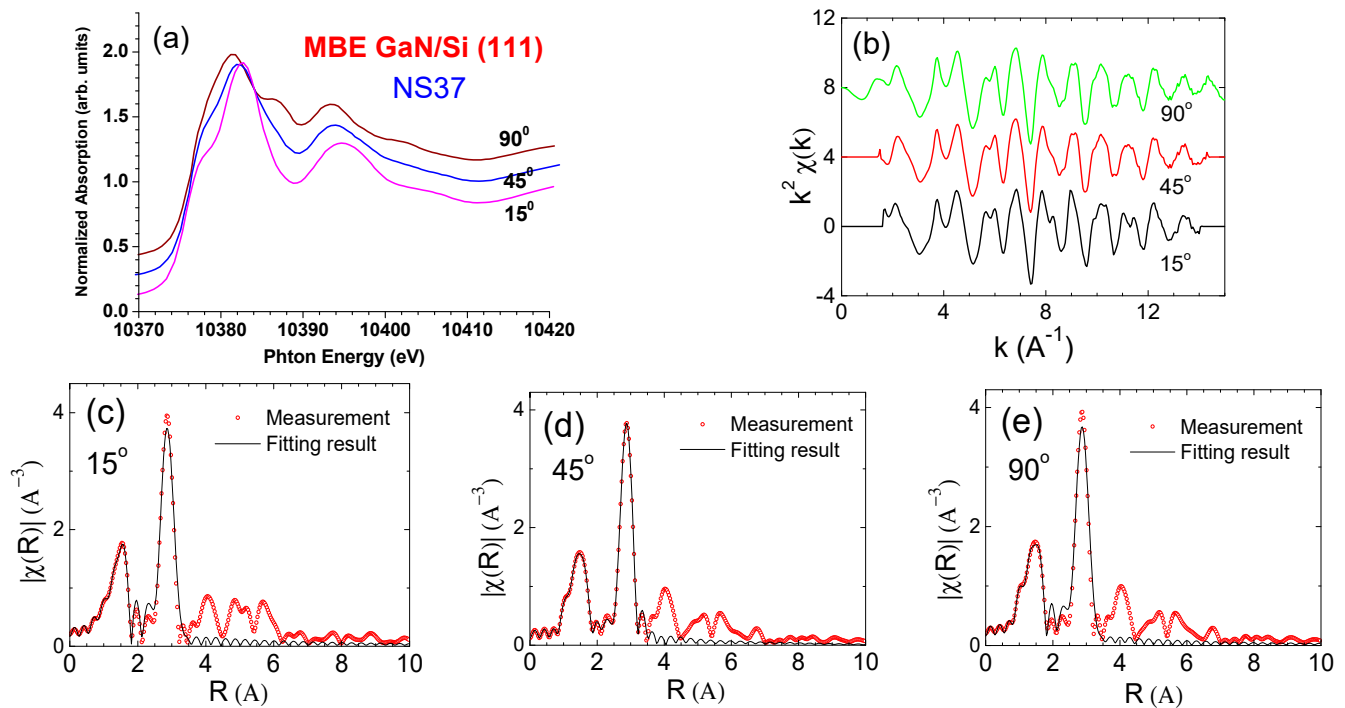 (a)
MBE GaN/Si (111)
NS37
Normalized Absorption (arb. umits)
2.0
1.5
1.0
0.5
0.0
90⁰
45⁰
15⁰
10370 10380 10390 10400 10410 10420
Phton Energy (eV)
(b)
k² χ(k)
12
8
4
0
-4
90°
45°
15°
0 4 8 12
k (A⁻¹)
(c)
15°
Measurement
Fitting result
|χ(R)| (A⁻³)
4
2
0
0 2 4 6 8 10
R (A)
(d)
45°
Measurement
Fitting result
|χ(R)| (A⁻³)
4
2
0
0 2 4 6 8 10
R (A)
(e)
90°
Measurement
Fitting result
|χ(R)| (A⁻³)
4
2
0
0 2 4 6 8 10
R (A)